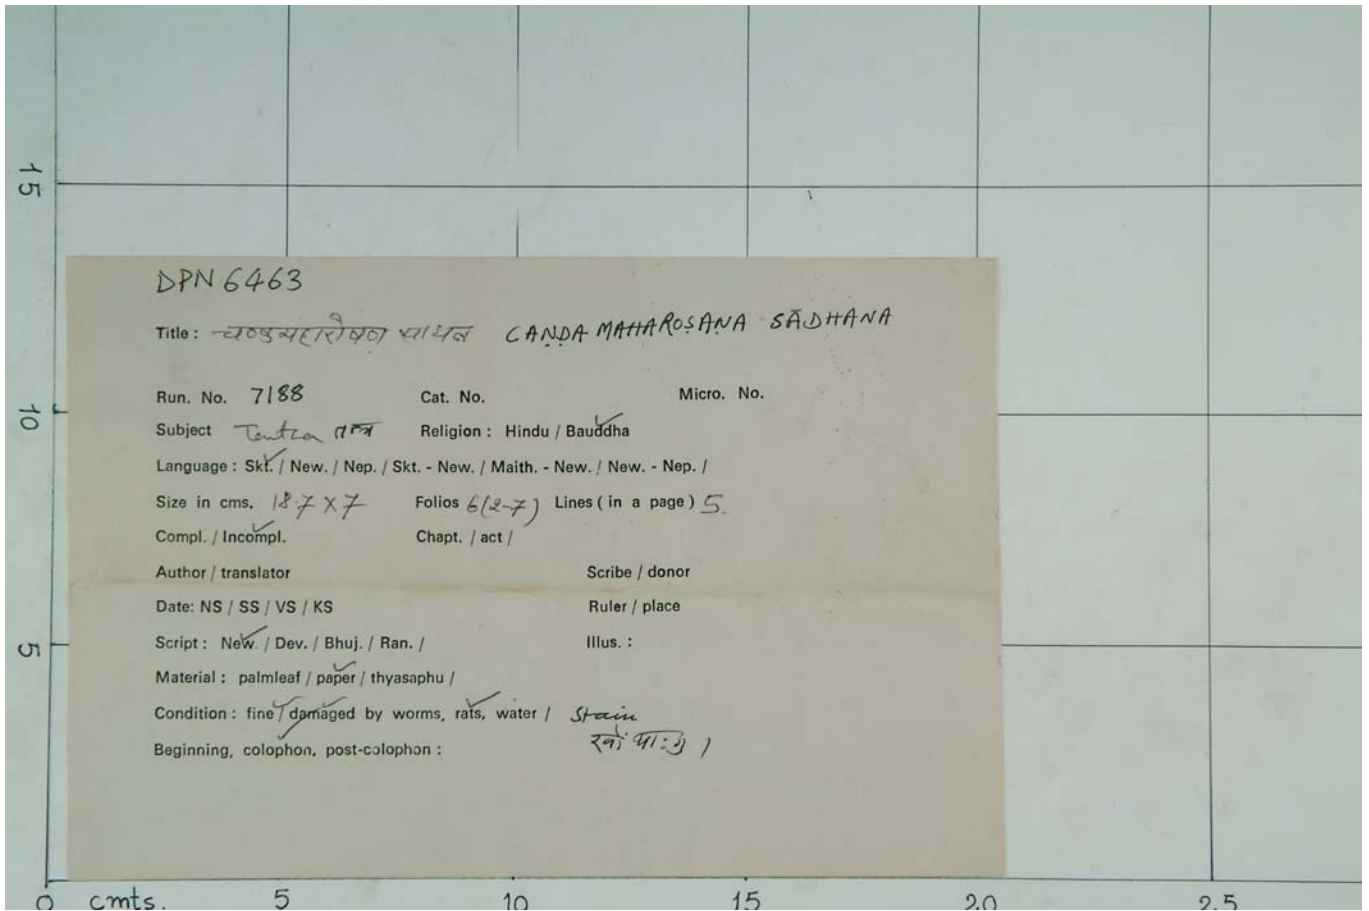 15
DPN 6463
Title: चण्डमहारोषण साधन CANDA MAHAROṢAṆA SĀDHANA
Run. No. 7188 Cat. No. Micro. No.
10
Subject Tantra तन्त्र Religion: Hindu / Bauddha
Language: Skt. / New. / Nep. / Skt. - New. / Maith. - New. / New. - Nep. /
Size in cms. 18.7 X 7 Folios 6(2-7) Lines (in a page) 5.
Compl. / Incompl. Chapt. / act /
Author / translator Scribe / donor
Date: NS / SS / VS / KS Ruler / place
5
Script: New. / Dev. / Bhuj. / Ran. / Illus. :
Material: palmleaf / paper / thyasaphu /
Condition: fine / damaged by worms, rats, water / Stain
Beginning, colophon, post-colophon:
0 cmts. 5 10 15 20 25